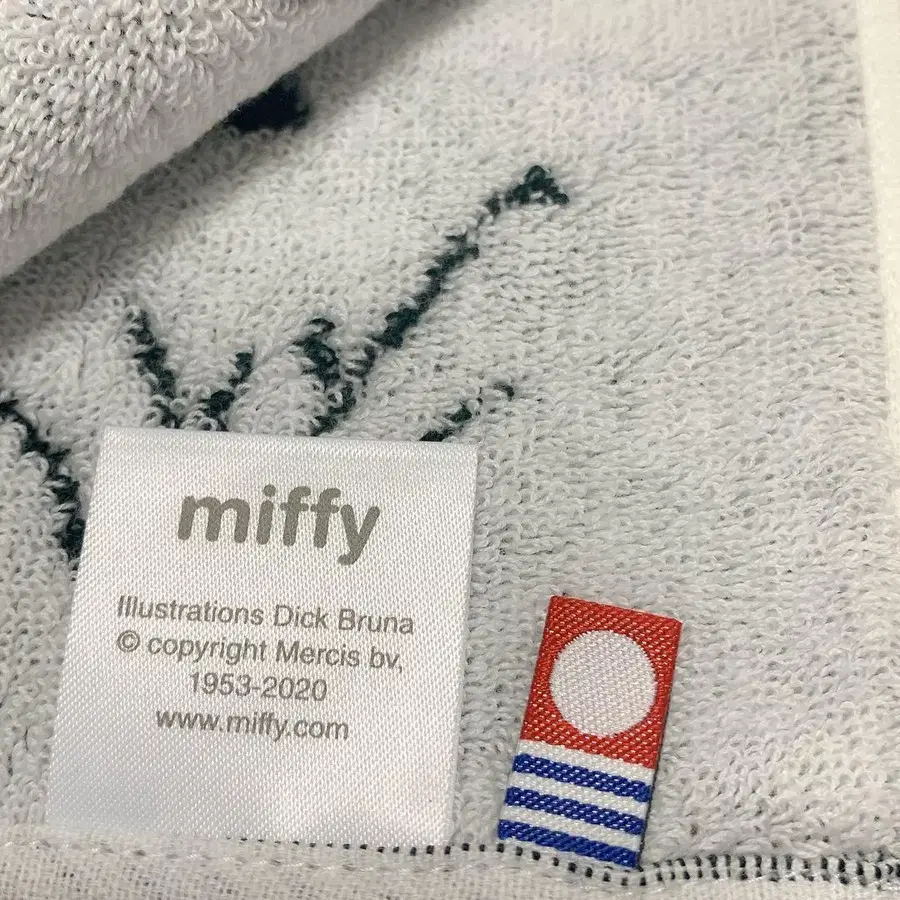 miffy
Illustrations Dick Bruna
© copyright Mercis bv,
1953-2020
www.miffy.com